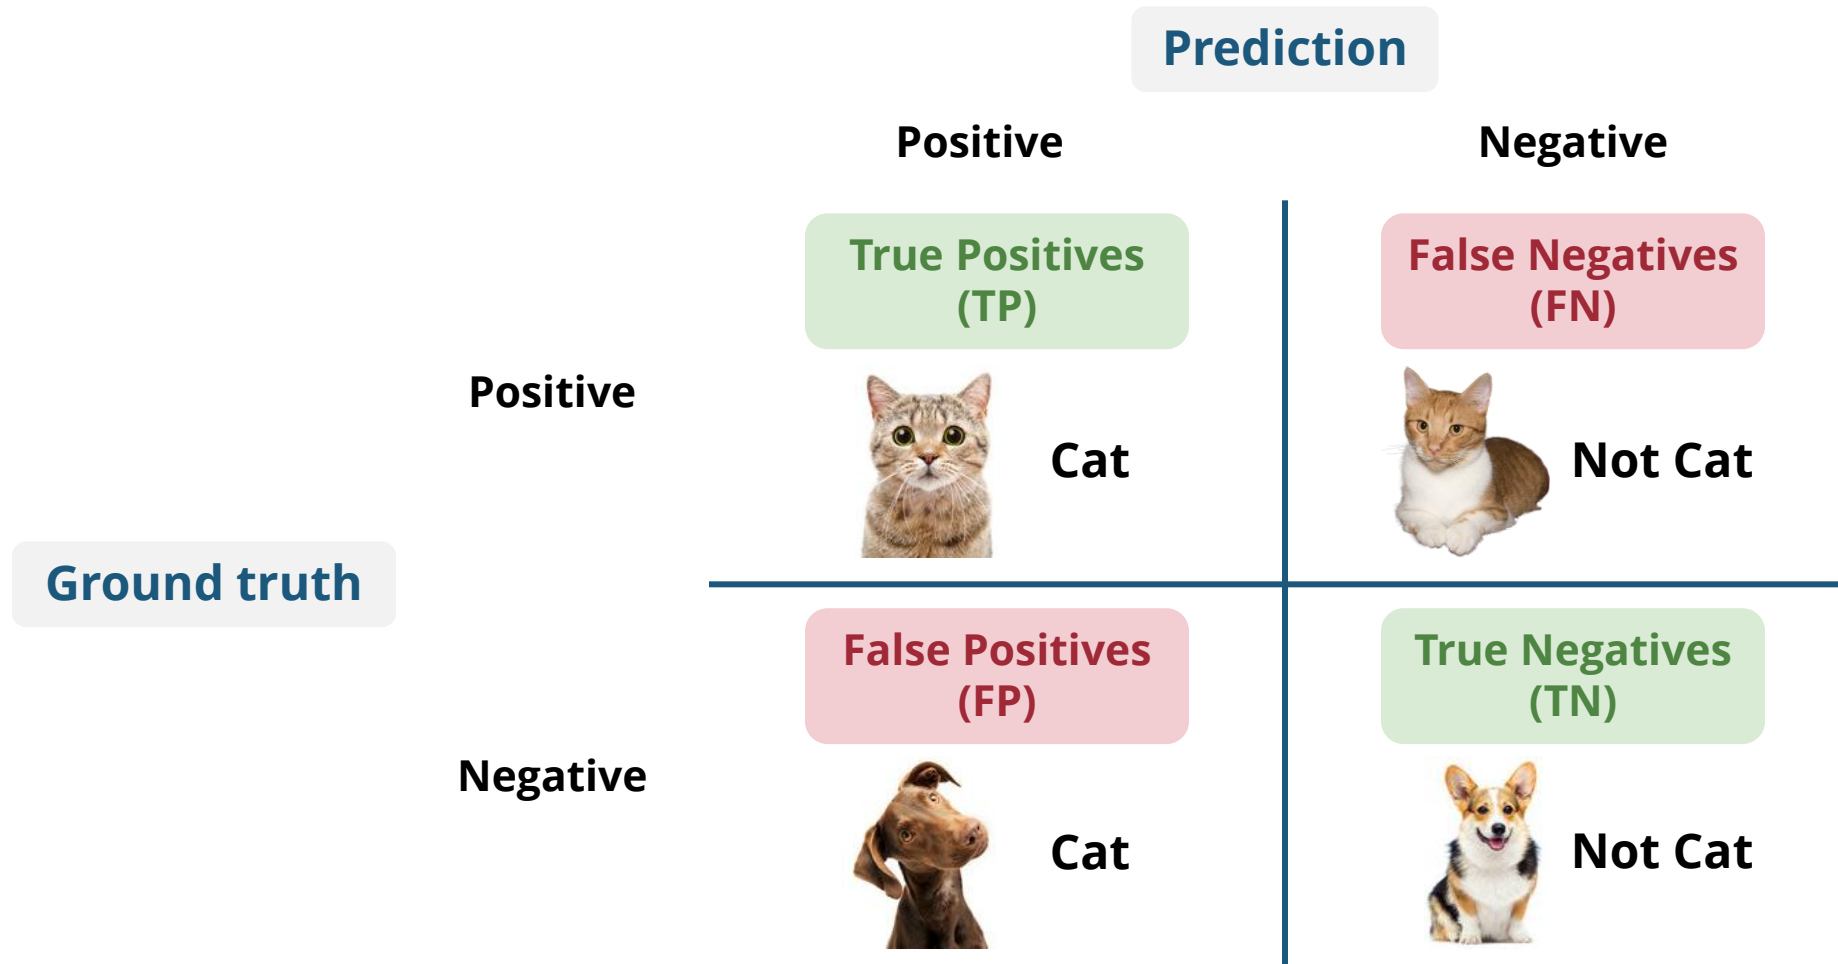 Prediction
Positive
Negative
True Positives
(TP)
False Negatives
(FN)
Positive
Cat
Not Cat
Ground truth
False Positives
(FP)
True Negatives
(TN)
Negative
Cat
Not Cat